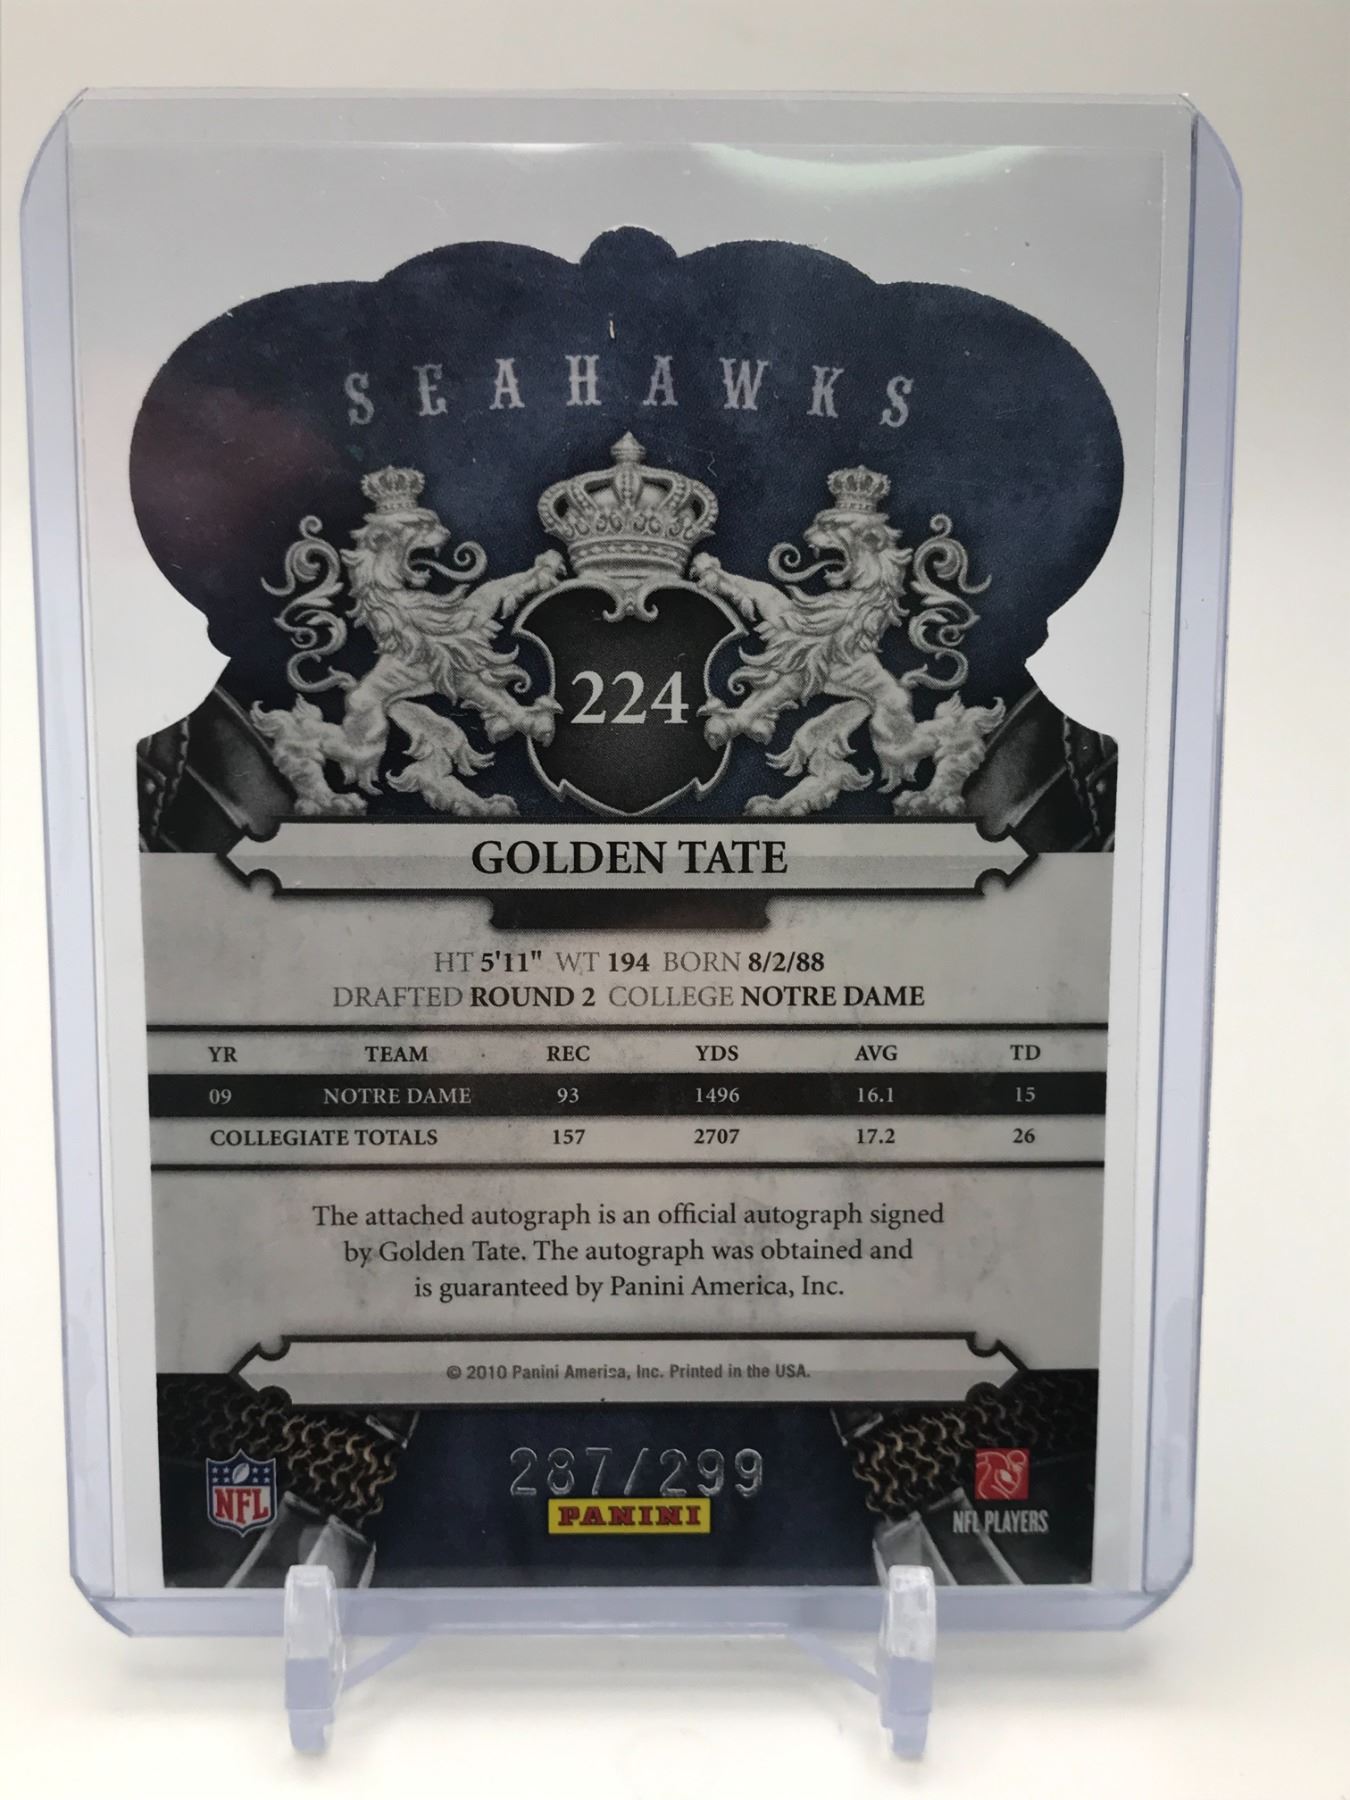 SEAHAWKS
224
GOLDEN TATE
HT 5'11" WT 194 BORN 8/2/88
DRAFTED ROUND 2 COLLEGE NOTRE DAME
YR TEAM REC YDS AVG TD
09 NOTRE DAME 93 1496 16.1 15
COLLEGIATE TOTALS 157 2707 17.2 26
The attached autograph is an official autograph signed
by Golden Tate. The autograph was obtained and
is guaranteed by Panini America, Inc.
© 2010 Panini America, Inc. Printed in the USA.
287/299
NFL
PANINI
NFL PLAYERS